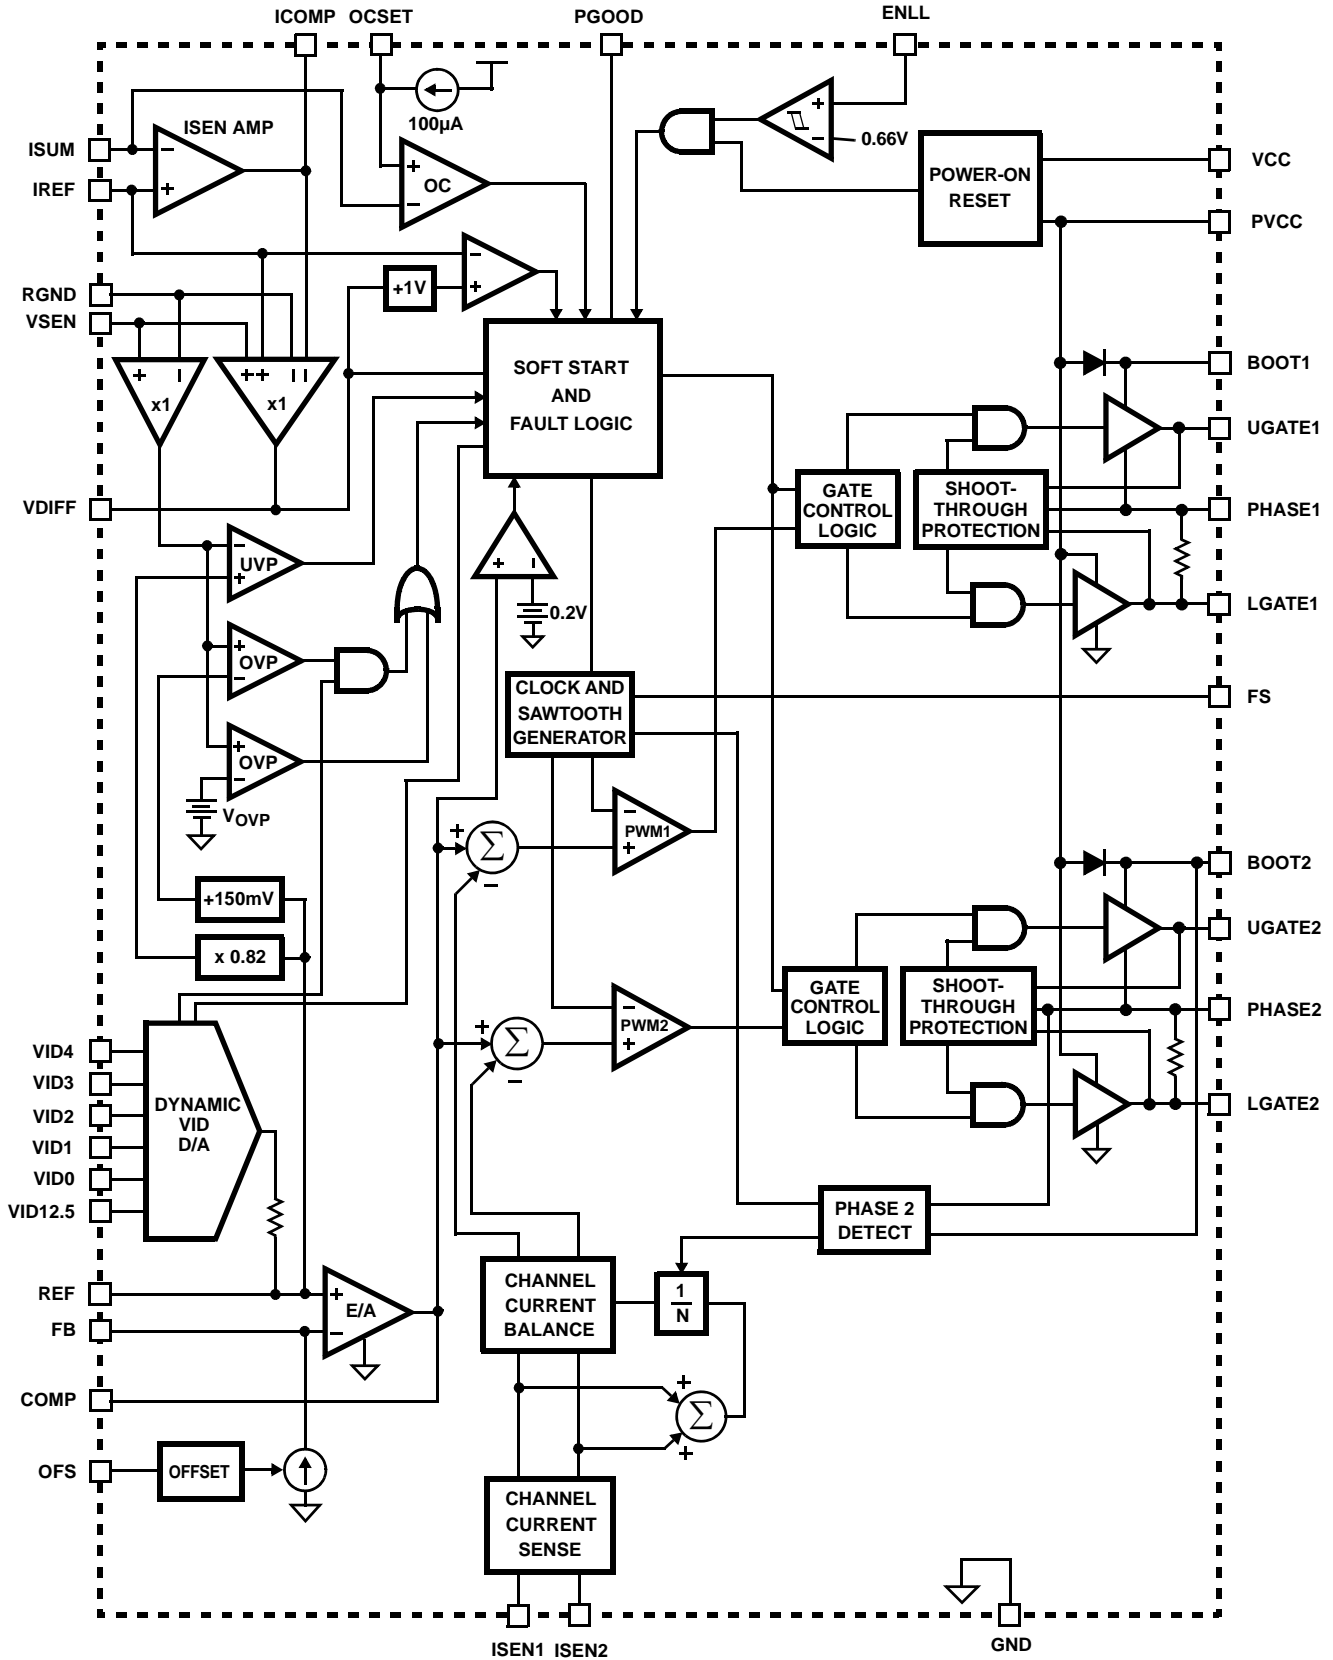 ICOMP OCSET PGOOD ENLL
100µA
ISEN AMP
ISUM
IREF
−
+
+
OC
−
+
−
0.66V
POWER-ON
RESET
VCC
PVCC
−
+
+1V
RGND
VSEN
+ −
x1
+ + − −
x1
SOFT START
AND
FAULT LOGIC
BOOT1
UGATE1
PHASE1
LGATE1
GATE
CONTROL
LOGIC
SHOOT-
THROUGH
PROTECTION
VDIFF
−
UVP
+
+ −
0.2V
+
OVP
−
+
OVP
−
VOVP
CLOCK AND
SAWTOOTH
GENERATOR
FS
−
PWM1
+
+
Σ
−
+150mV
x 0.82
BOOT2
UGATE2
PHASE2
LGATE2
GATE
CONTROL
LOGIC
SHOOT-
THROUGH
PROTECTION
−
PWM2
+
+
Σ
−
VID4
VID3
VID2
VID1
VID0
VID12.5
DYNAMIC
VID
D/A
PHASE 2
DETECT
REF
FB
+
E/A
−
CHANNEL
CURRENT
BALANCE
1
N
COMP
+
Σ
+
OFS
OFFSET
CHANNEL
CURRENT
SENSE
ISEN1 ISEN2
GND